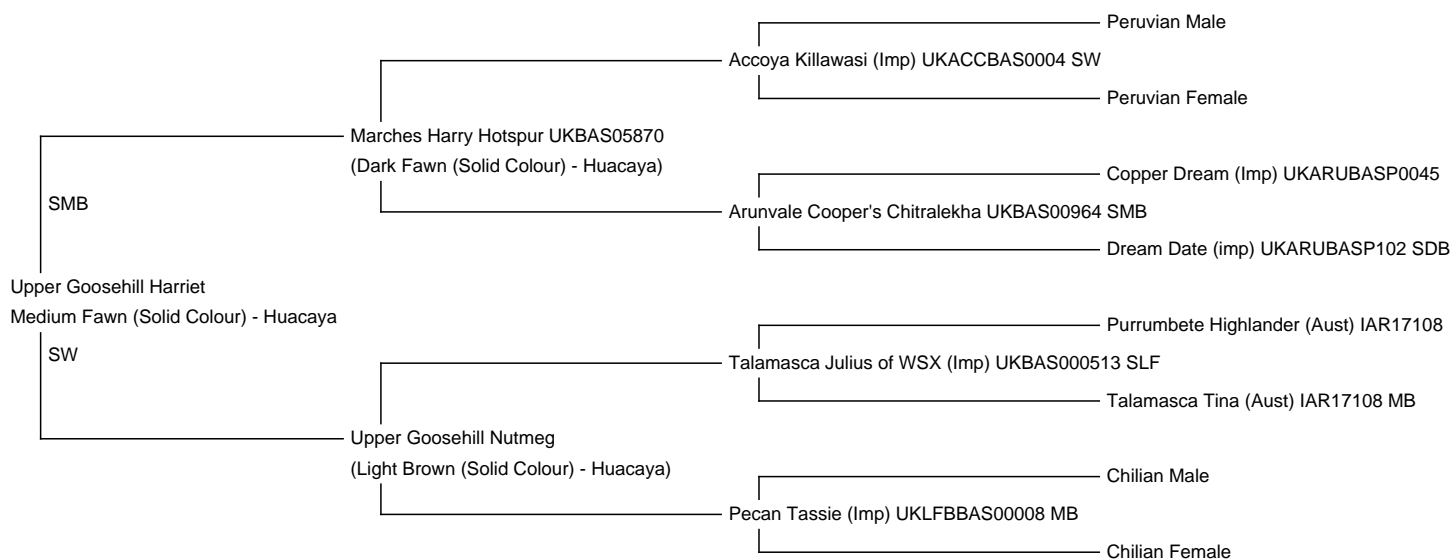 Peruvian Male
Accoya Killawasi (Imp) UKACCBAS0004 SW
Peruvian Female
Marches Harry Hotspur UKBAS05870
(Dark Fawn (Solid Colour) - Huacaya)
Copper Dream (Imp) UKARUBASP0045
SMB
Arunvale Cooper's Chitralekha UKBAS00964 SMB
Dream Date (imp) UKARUBASP102 SDB
Upper Goosehill Harriet
Medium Fawn (Solid Colour) - Huacaya
Purrumbete Highlander (Aust) IAR17108
SW
Talamasca Julius of WSX (Imp) UKBAS000513 SLF
Talamasca Tina (Aust) IAR17108 MB
Upper Goosehill Nutmeg
(Light Brown (Solid Colour) - Huacaya)
Chilian Male
Pecan Tassie (Imp) UKLFBBAS00008 MB
Chilian Female